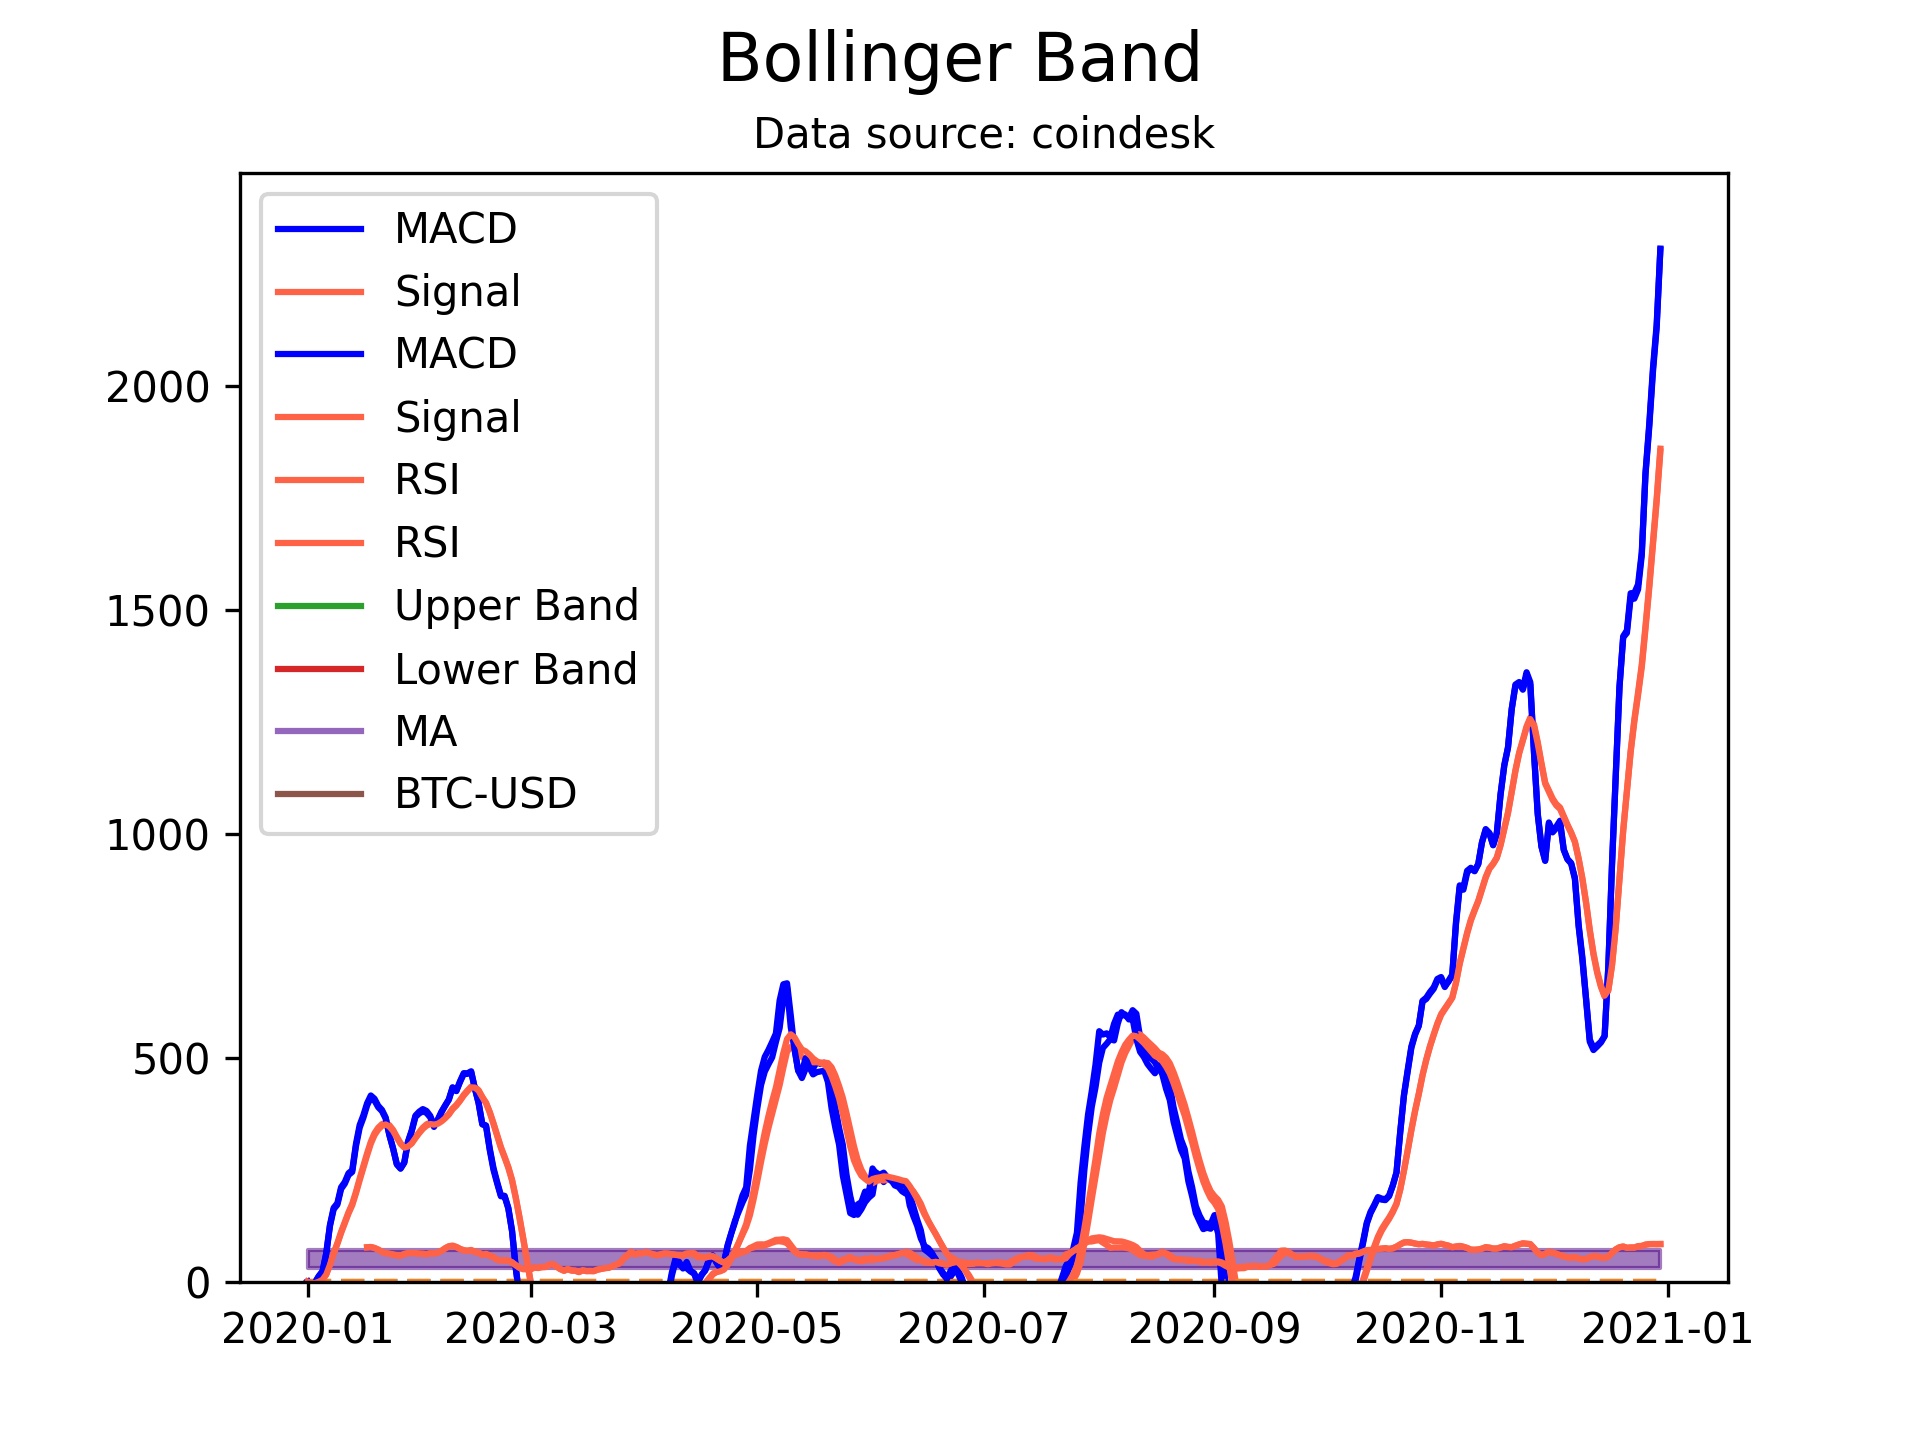 Bollinger Band
Data source: coindesk
MACD
Signal
MACD
Signal
RSI
RSI
Upper Band
Lower Band
MA
BTC-USD
2000
1500
1000
500
0
2020-01 2020-03 2020-05 2020-07 2020-09 2020-11 2021-01